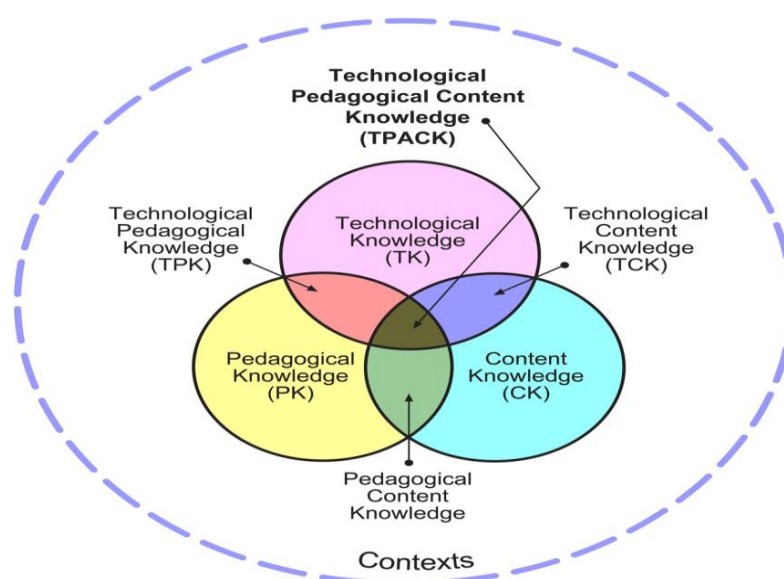 Technological
Pedagogical Content
Knowledge
(TPACK)
Technological
Pedagogical
Knowledge
(TPK)
Technological
Knowledge
(TK)
Technological
Content
Knowledge
(TCK)
Pedagogical
Knowledge
(PK)
Content
Knowledge
(CK)
Pedagogical
Content
Knowledge
Contexts